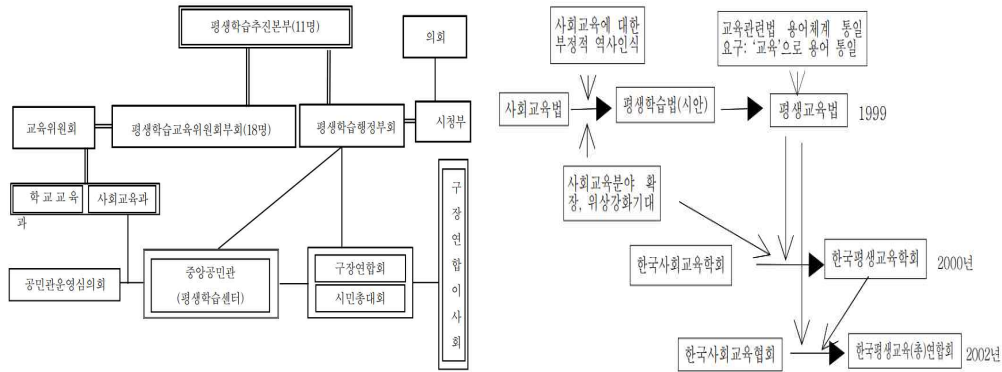 평생학습추진본부(11명)
의회
교육위원회
평생학습교육위원회부회(18명)
평생학습행정부회
시청부
학교교육
과
사회교육과
구장연합이사회
공민관운영심의회
중앙공민관
(평생학습센터)
구장연합회
시민총대회
사회교육에 대한
부정적 역사인식
교육관련법 용어체계 통일
요구: '교육'으로 용어 통일
사회교육법
평생학습법(시안)
평생교육법
1999
사회교육분야 확
장, 위상강화기대
한국사회교육학회
한국평생교육학회
2000년
한국사회교육협회
한국평생교육(총)연합회
2002년